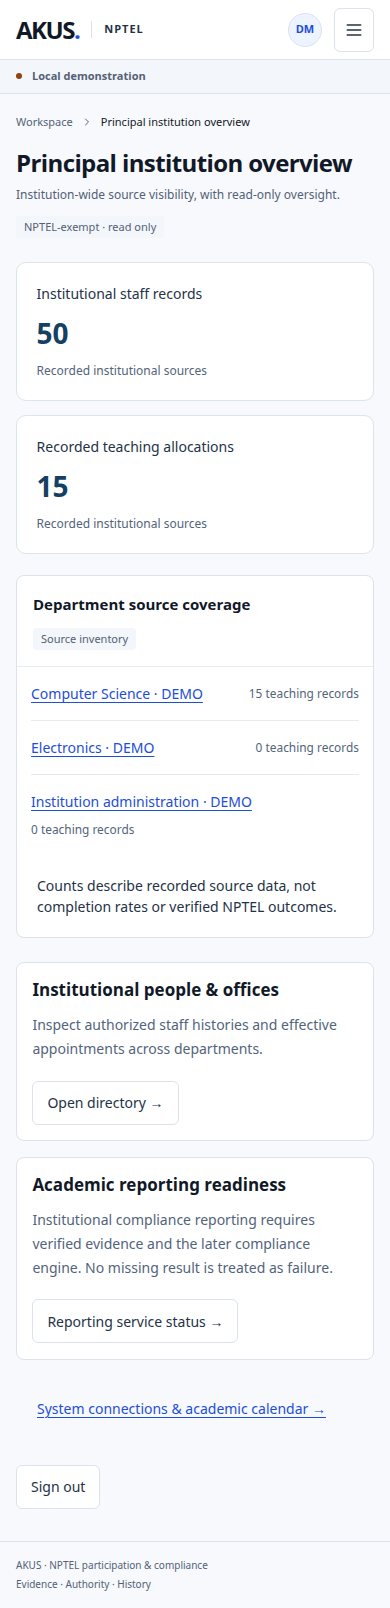 AKUS. NPTEL DM
Local demonstration
Workspace > Principal institution overview
Principal institution overview
Institution-wide source visibility, with read-only oversight.
NPTEL-exempt · read only
Institutional staff records
50
Recorded institutional sources
Recorded teaching allocations
15
Recorded institutional sources
Department source coverage
Source inventory
Computer Science · DEMO 15 teaching records
Electronics · DEMO 0 teaching records
Institution administration · DEMO
0 teaching records
Counts describe recorded source data, not
completion rates or verified NPTEL outcomes.
Institutional people & offices
Inspect authorized staff histories and effective
appointments across departments.
Open directory →
Academic reporting readiness
Institutional compliance reporting requires
verified evidence and the later compliance
engine. No missing result is treated as failure.
Reporting service status →
System connections & academic calendar →
Sign out
AKUS · NPTEL participation & compliance
Evidence · Authority · History